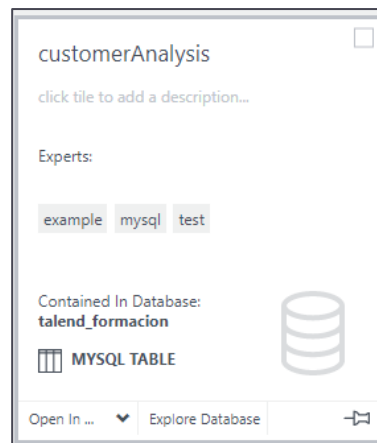 customerAnalysis
click tile to add a description...
Experts:
example mysql test
Contained In Database:
talend_formacion
MYSQL TABLE
Open In ... Explore Database